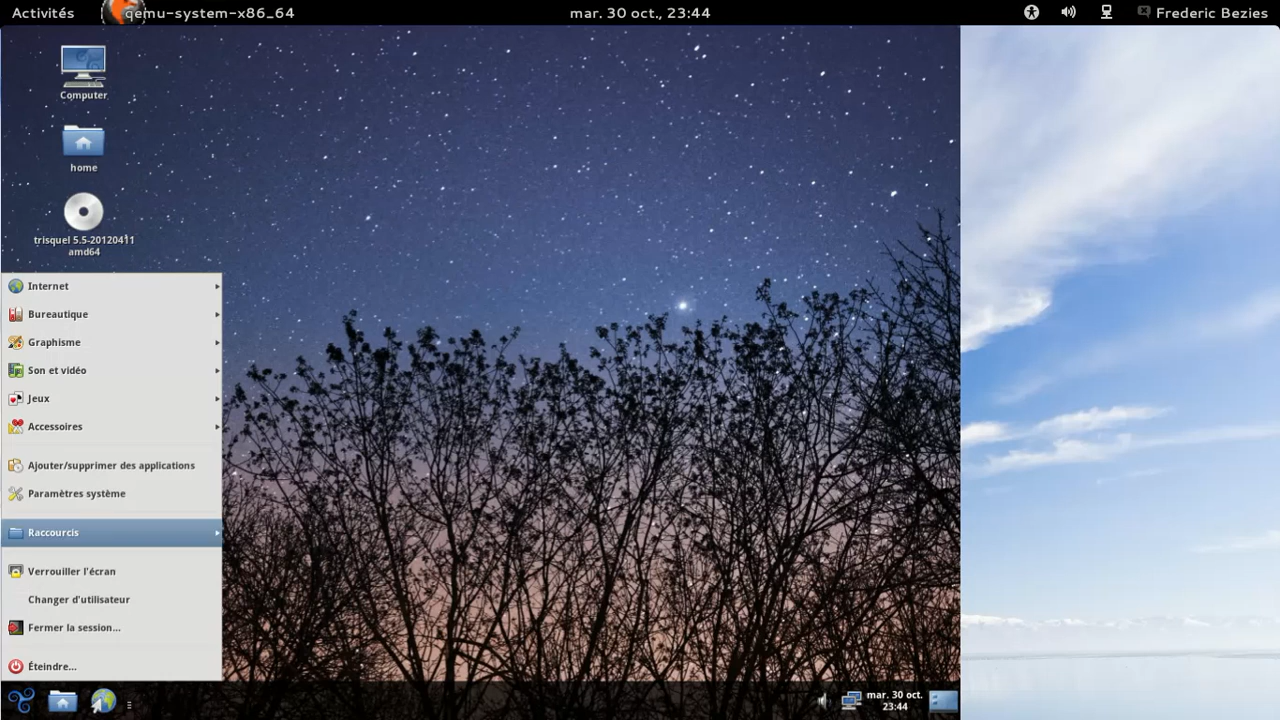 Activités qemu-system-x86_64 mar. 30 oct., 23:44 Frederic Bezies
Computer
home
trisquel 5.5-20120411
amd64
Internet
Bureautique
Graphisme
Son et vidéo
Jeux
Accessoires
Ajouter/supprimer des applications
Paramètres système
Raccourcis
Verrouiller l'écran
Changer d'utilisateur
Fermer la session...
Éteindre...
mar. 30 oct.
23:44